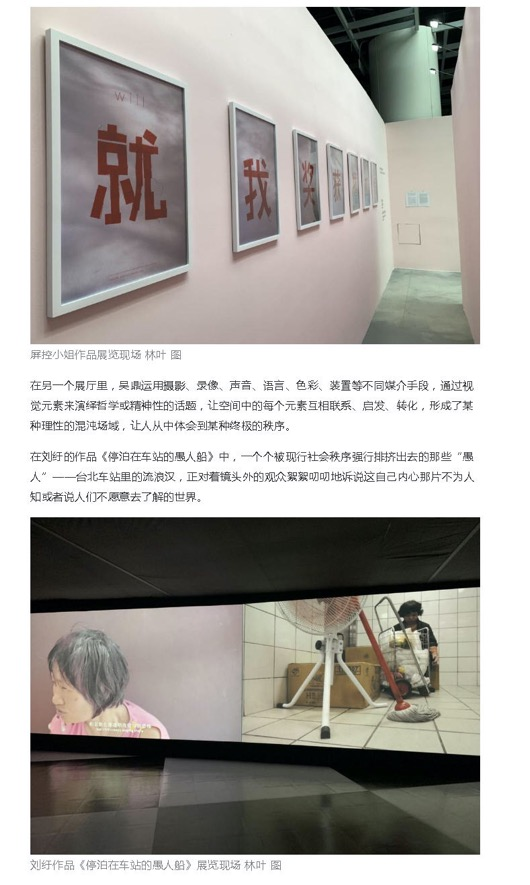 will
就
我
奖
屏控小姐作品展览现场 林叶 图
在另一个展厅里，吴鼎运用摄影、录像、声音、语言、色彩、装置等不同媒介手段，通过视
觉元素来演绎哲学或精神性的话题，让空间中的每个元素互相联系、启发、转化，形成了某
种理性的混沌场域，让人从中体会到某种终极的秩序。
在刘纡的作品《停泊在车站的愚人船》中，一个个被现行社会秩序强行排挤出去的那些“愚
人”——台北车站里的流浪汉，正对着镜头外的观众絮絮叨叨地诉说这自己内心那片不为人
知或者说人们不愿意去了解的世界。
刘纡作品《停泊在车站的愚人船》展览现场 林叶 图